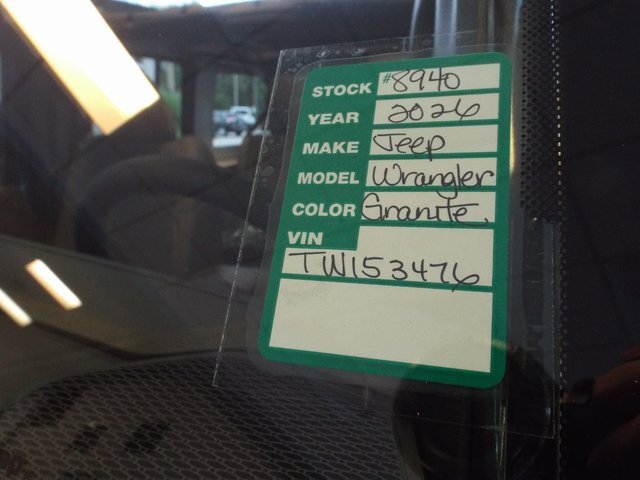 STOCK #8940
YEAR 2026
MAKE Jeep
MODEL Wrangler
COLOR Granite.
VIN
TW153476